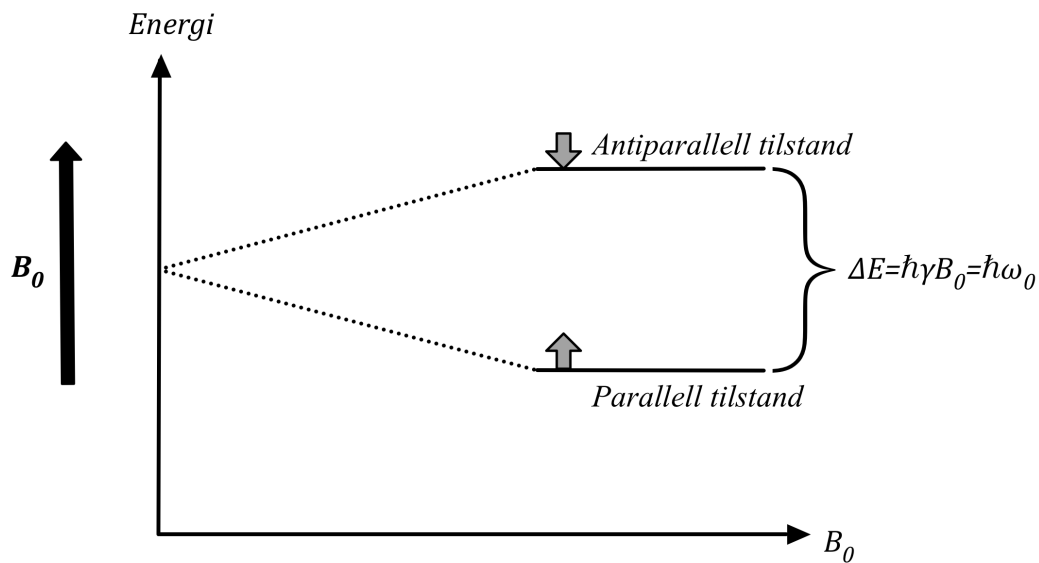 Energi
Antiparallell tilstand
B₀
ΔE=ℏγB₀=ℏω₀
Parallell tilstand
B₀